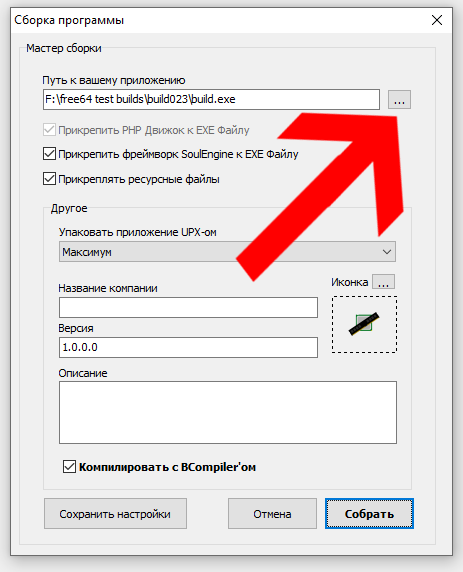 Сборка программы
Мастер сборки
Путь к вашему приложению
F:\free64 test builds\build023\build.exe
...
Прикрепить PHP Движок к EXE Файлу
Прикрепить фреймворк SoulEngine к EXE Файлу
Прикреплять ресурсные файлы
Другое
Упаковать приложение UPX-ом
Максимум
Название компании
Иконка ...
Версия
1.0.0.0
Описание
Компилировать с BCompiler'ом
Сохранить настройки
Отмена
Собрать